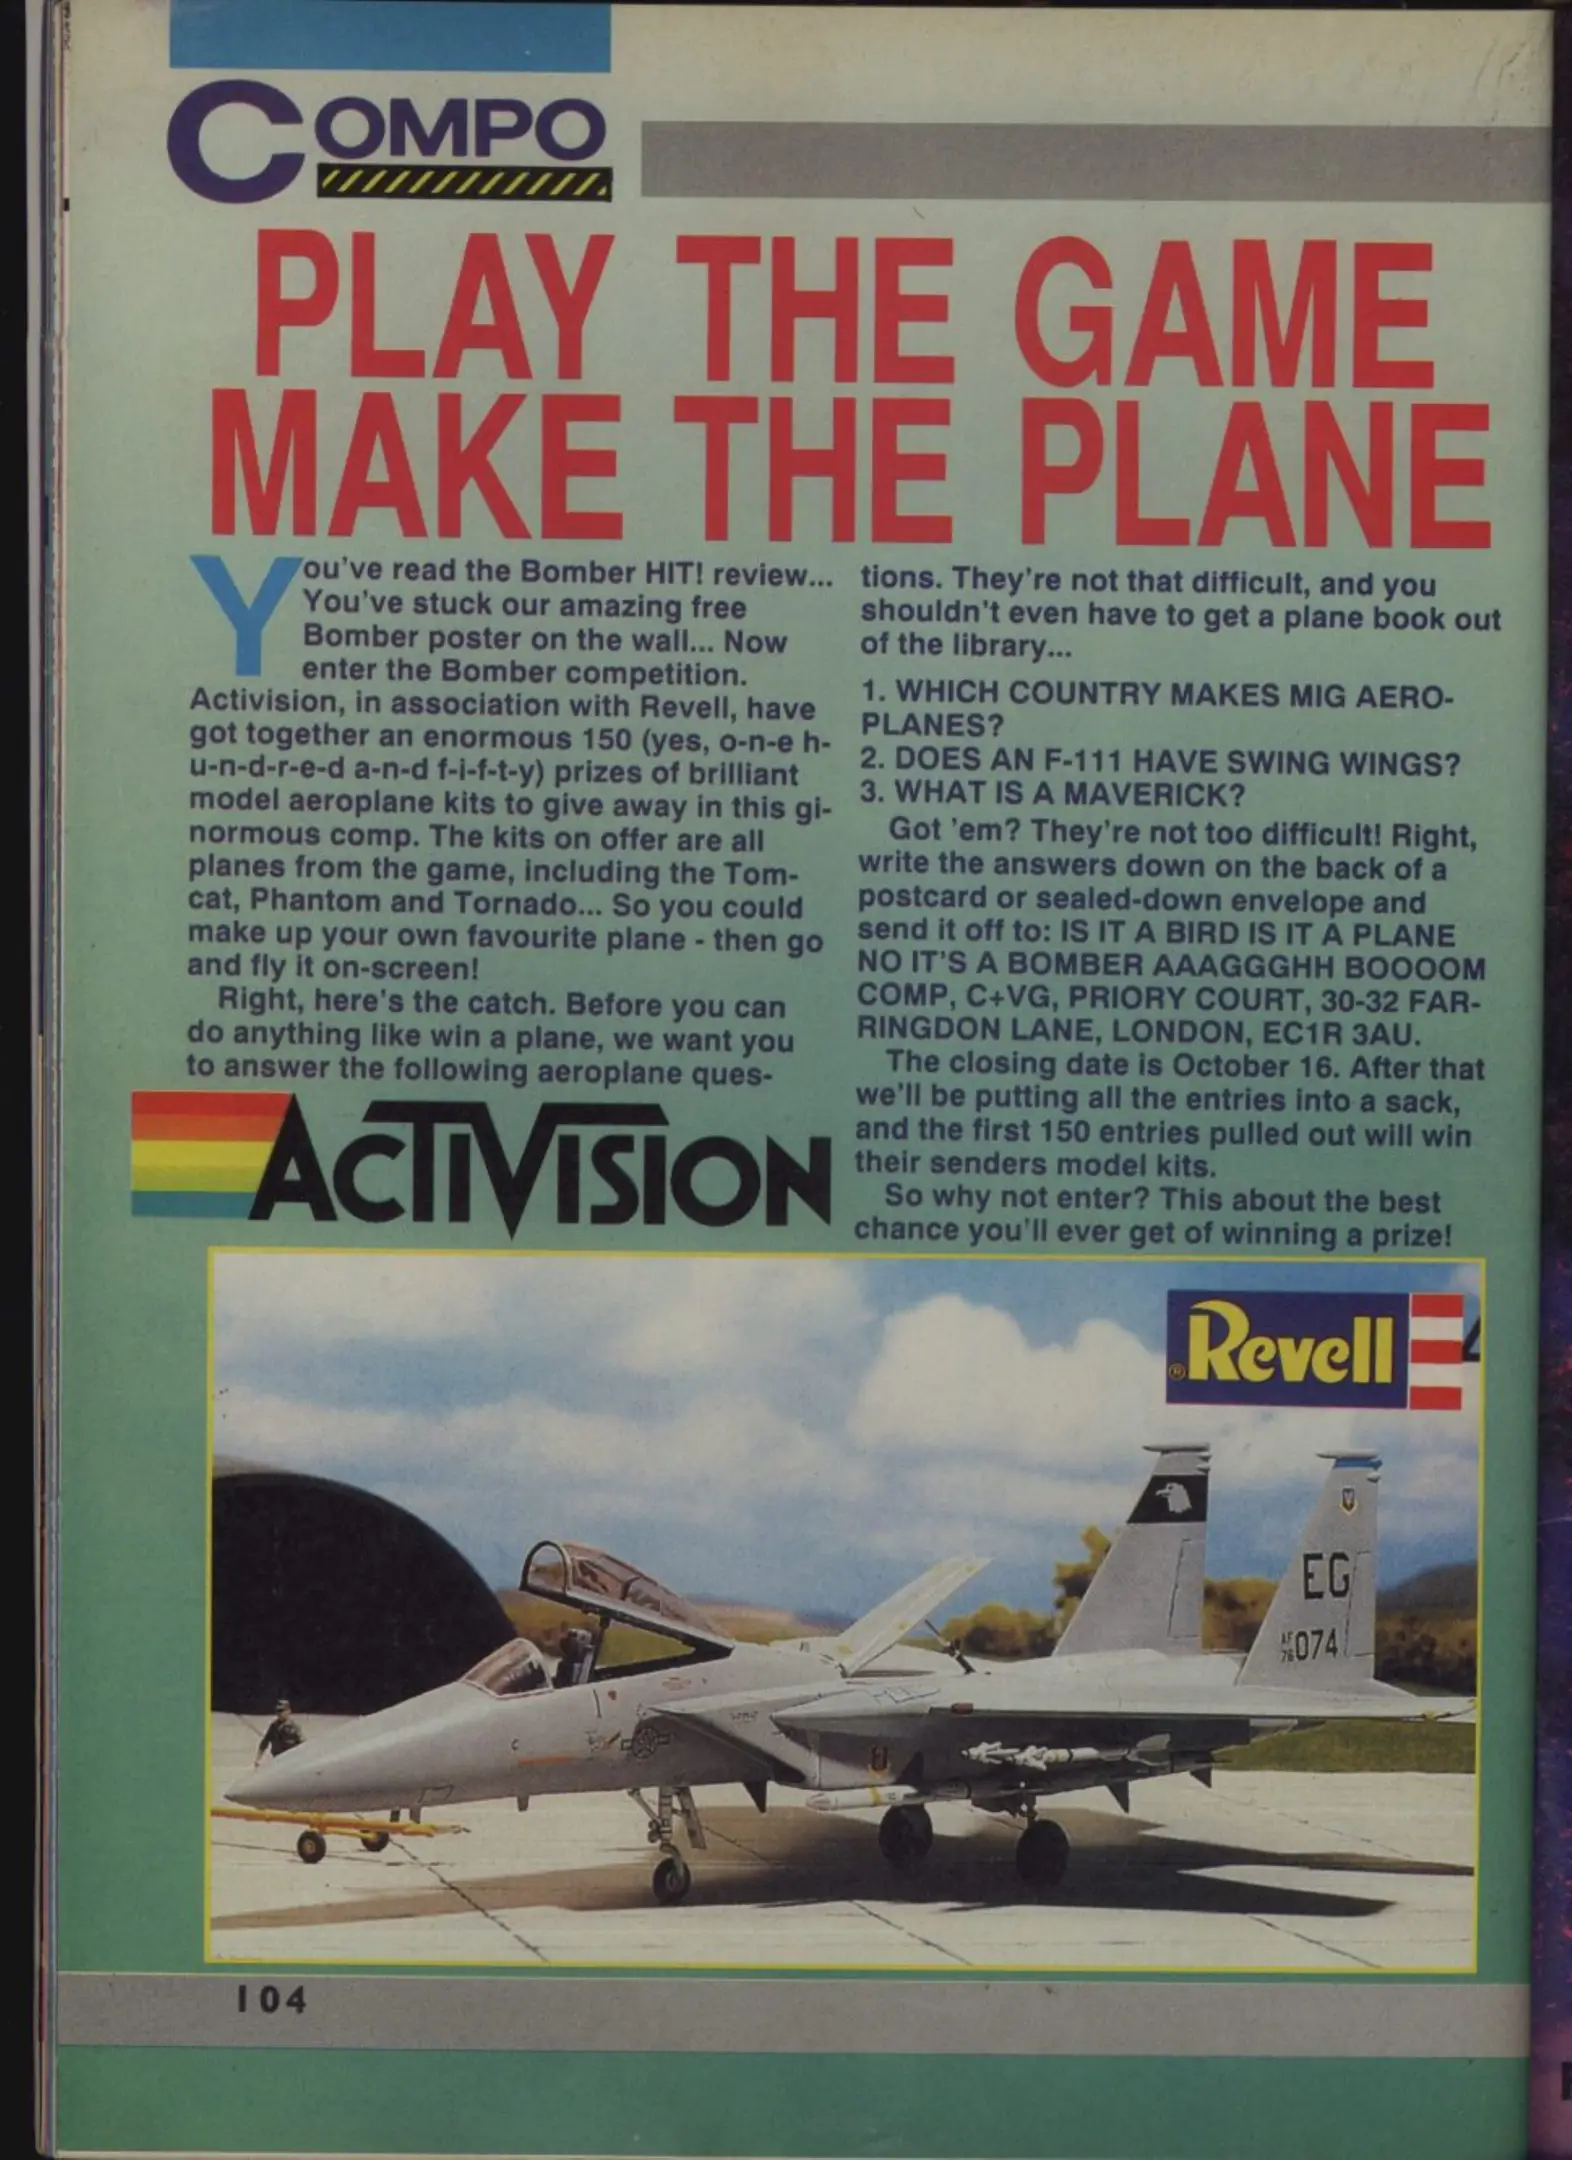 COMPO
PLAY THE GAME
MAKE THE PLANE
You've read the Bomber HIT! review...
You've stuck our amazing free
Bomber poster on the wall... Now
enter the Bomber competition.
Activision, in association with Revell, have
got together an enormous 150 (yes, o-n-e h-
u-n-d-r-e-d a-n-d f-i-f-t-y) prizes of brilliant
model aeroplane kits to give away in this gi-
normous comp. The kits on offer are all
planes from the game, including the Tom-
cat, Phantom and Tornado... So you could
make up your own favourite plane - then go
and fly it on-screen!
Right, here's the catch. Before you can
do anything like win a plane, we want you
to answer the following aeroplane ques-
tions. They're not that difficult, and you
shouldn't even have to get a plane book out
of the library...
1. WHICH COUNTRY MAKES MIG AERO-
PLANES?
2. DOES AN F-111 HAVE SWING WINGS?
3. WHAT IS A MAVERICK?
Got 'em? They're not too difficult! Right,
write the answers down on the back of a
postcard or sealed-down envelope and
send it off to: IS IT A BIRD IS IT A PLANE
NO IT'S A BOMBER AAAGGGHH BOOOOM
COMP, C+VG, PRIORY COURT, 30-32 FAR-
RINGDON LANE, LONDON, EC1R 3AU.
The closing date is October 16. After that
we'll be putting all the entries into a sack,
and the first 150 entries pulled out will win
their senders model kits.
So why not enter? This about the best
chance you'll ever get of winning a prize!
ACTIVISION
Revell
EG
AF
76 074
104